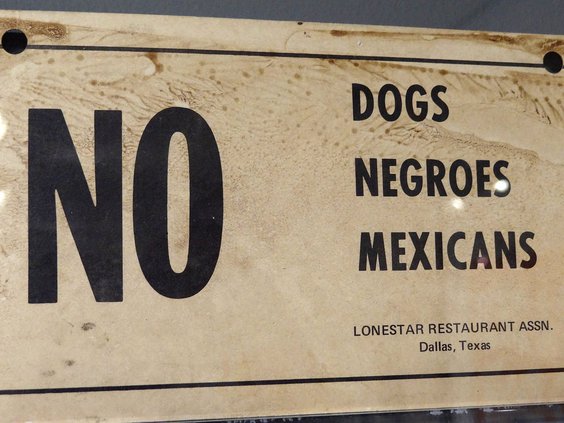 NO
DOGS
NEGROES
MEXICANS
LONESTAR RESTAURANT ASSN.
Dallas, Texas